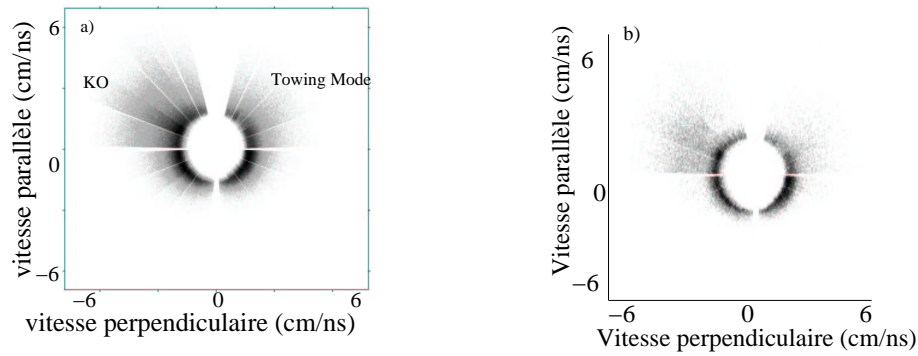 a)
vitesse parallèle (cm/ns)
6
0
−6
KO
Towing Mode
−6
0
6
vitesse perpendiculaire (cm/ns)
b)
Vitesse parallèle (cm/ns)
6
0
−6
−6
0
6
Vitesse perpendiculaire (cm/ns)